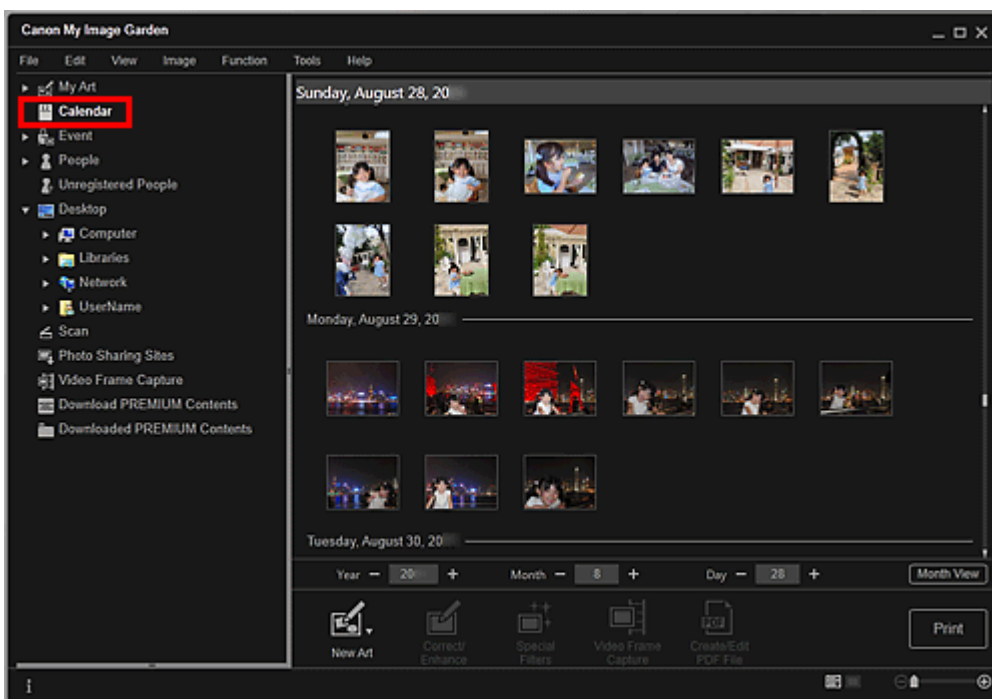 Canon My Image Garden
File Edit View Image Function Tools Help
My Art
Calendar
Event
People
Unregistered People
Desktop
Computer
Libraries
Network
UserName
Scan
Photo Sharing Sites
Video Frame Capture
Download PREMIUM Contents
Downloaded PREMIUM Contents
Sunday, August 28, 20
Monday, August 29, 20
Tuesday, August 30, 20
Year − 20 + Month − 8 + Day − 28 + Month View
New Art
Correct/
Enhance
Special
Filters
Video Frame
Capture
PDF
Create/Edit
PDF File
Print